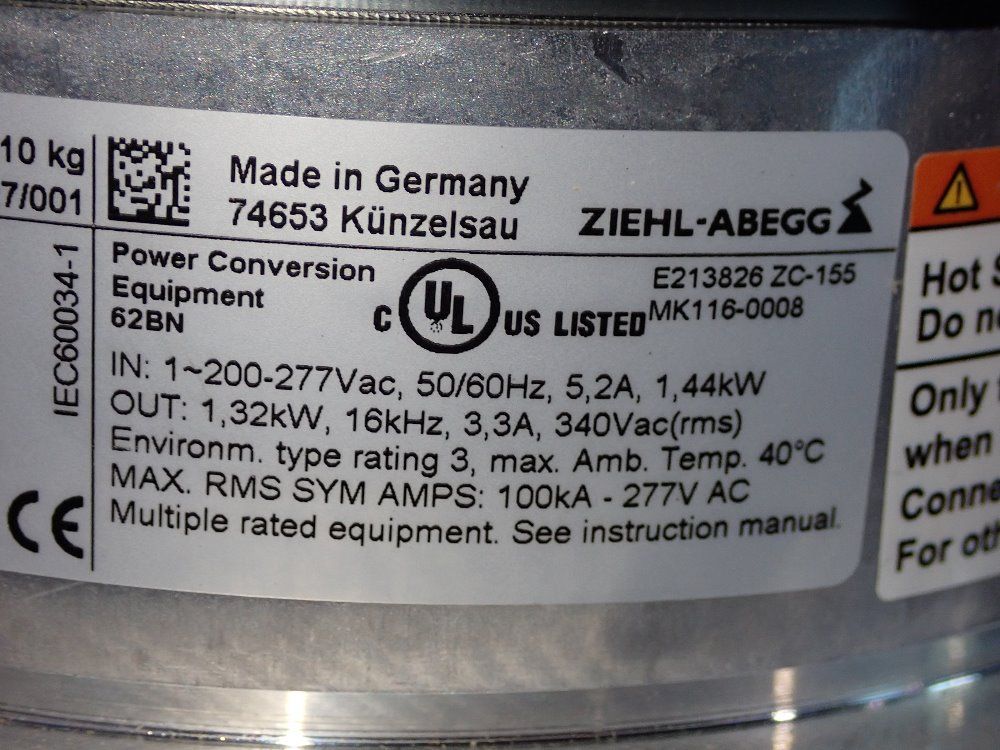 10 kg
7/001
IEC60034-1
CE
Made in Germany
74653 Künzelsau
ZIEHL-ABEGG
Power Conversion
Equipment
62BN
C UL US LISTED
E213826 ZC-155
MK116-0008
IN: 1~200-277Vac, 50/60Hz, 5,2A, 1,44kW
OUT: 1,32kW, 16kHz, 3,3A, 340Vac(rms)
Environm. type rating 3, max. Amb. Temp. 40°C
MAX. RMS SYM AMPS: 100kA - 277V AC
Multiple rated equipment. See instruction manual.
Hot
Do
Only
when
For